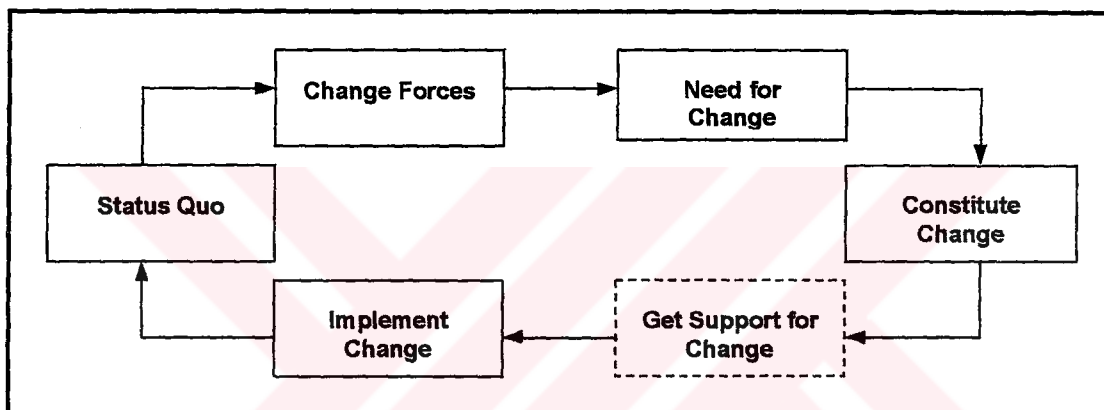 Change Forces
Need for
Change
Status Quo
Constitute
Change
Implement
Change
Get Support for
Change